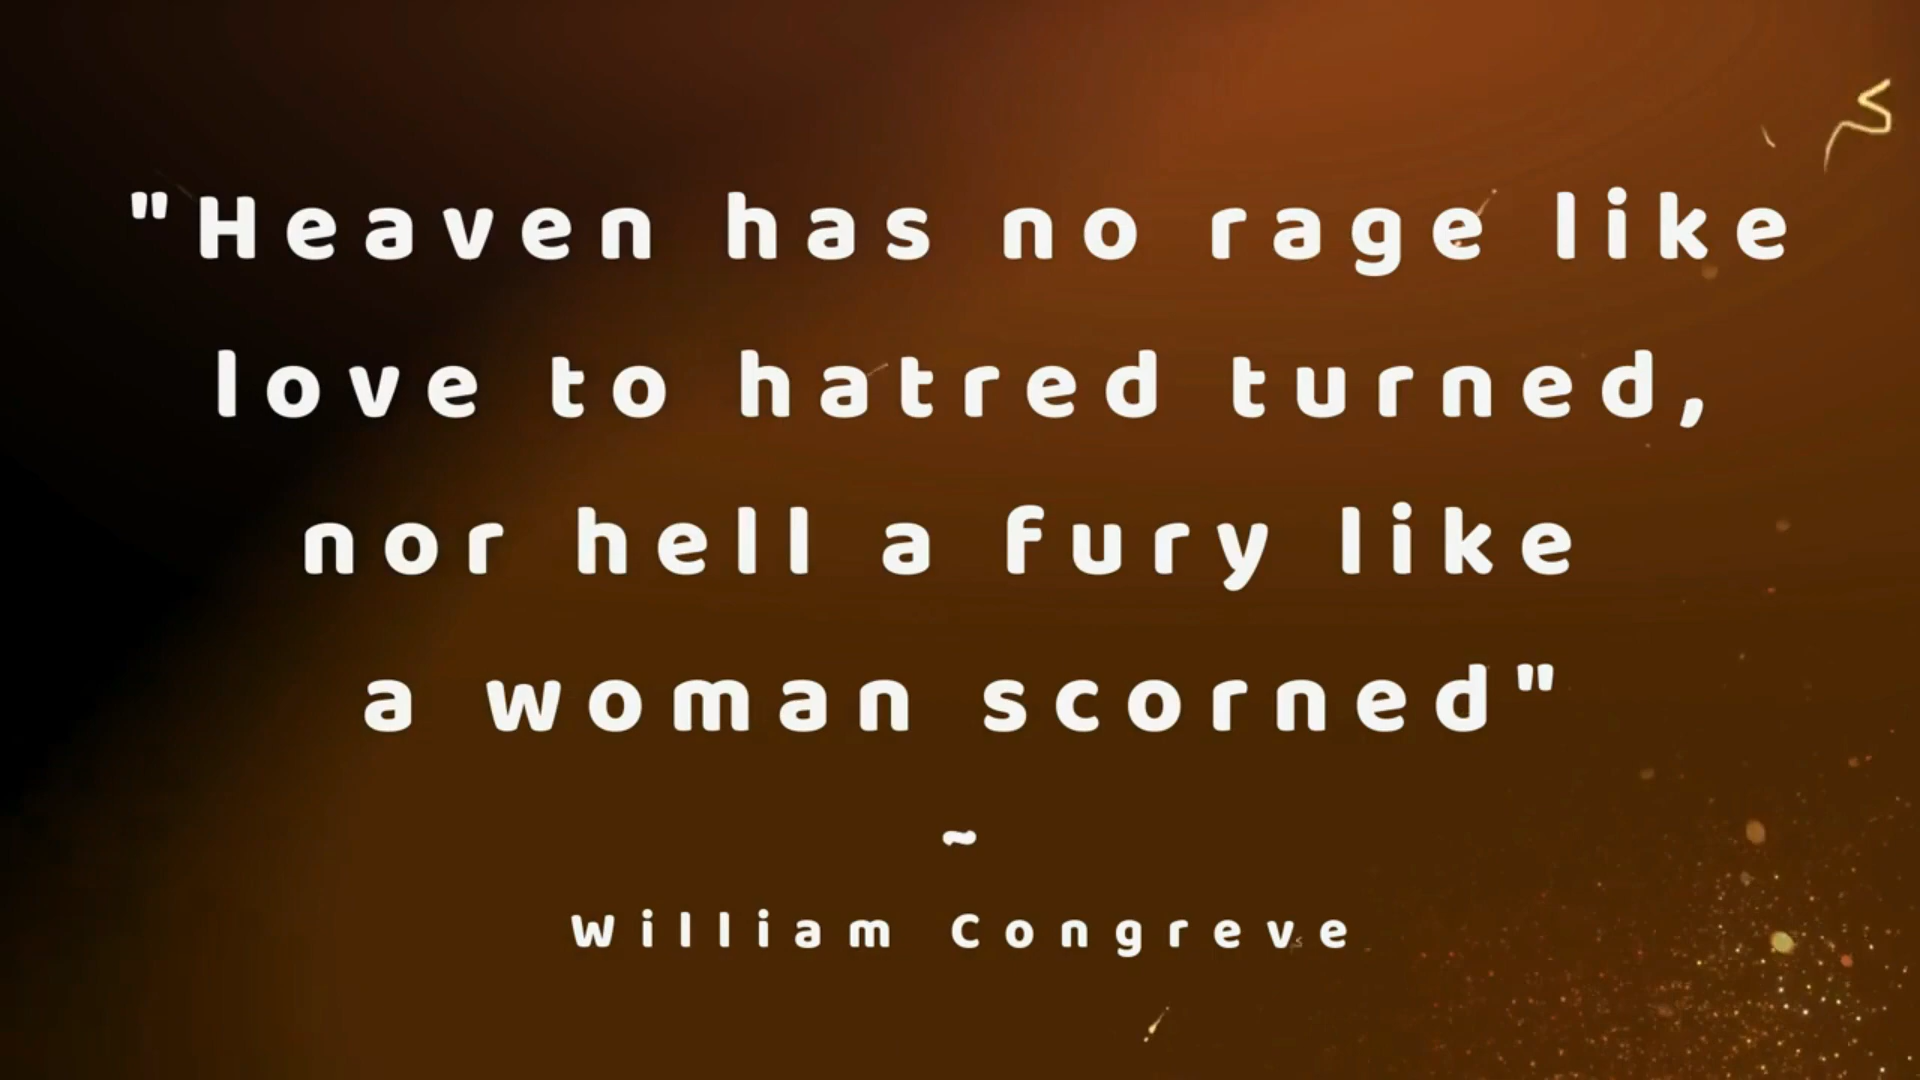 "Heaven has no rage like
love to hatred turned,
nor hell a fury like
a woman scorned"
~
William Congreve